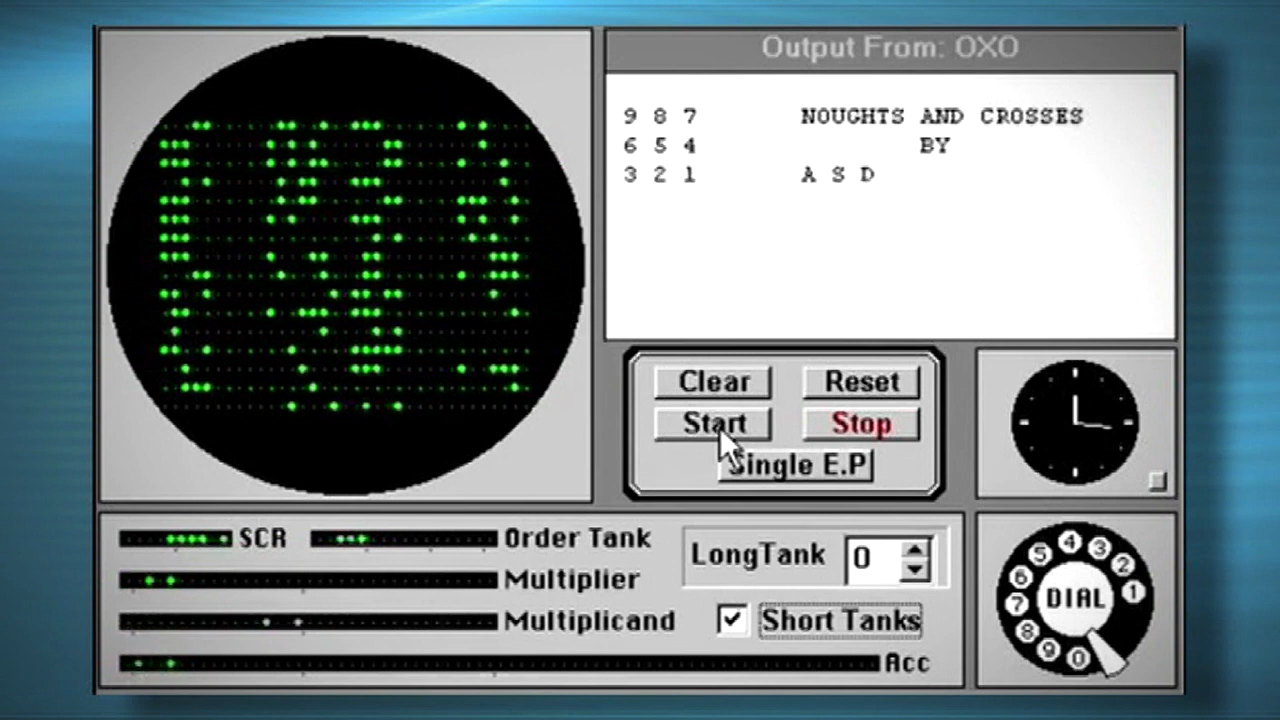 Output From: OXO
9 8 7 NOUGHTS AND CROSSES
6 5 4 BY
3 2 1 A S D
Clear Reset
Start Stop
Single E.P
SCR Order Tank
LongTank 0
Multiplier
Multiplicand
Short Tanks
Acc
5 4 3 2 1
6 7 8 9 0
DIAL